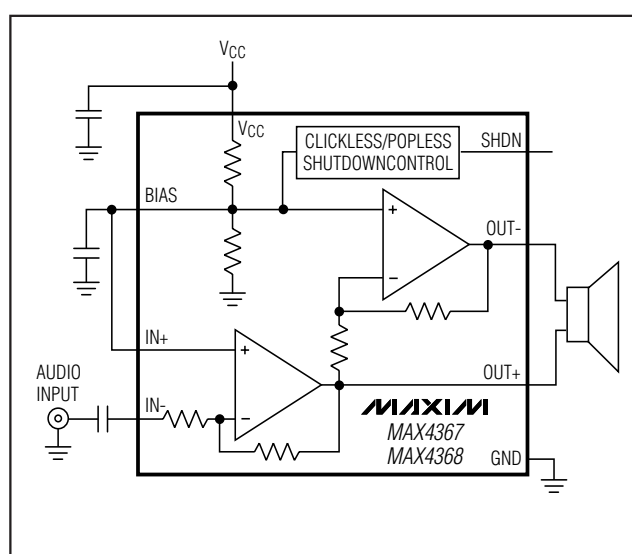 VCC
VCC
CLICKLESS/POPLESS
SHUTDOWNCONTROL
SHDN
BIAS
+
OUT-
−
IN+
+
AUDIO
INPUT
IN-
−
OUT+
MAXIM
MAX4367
MAX4368
GND